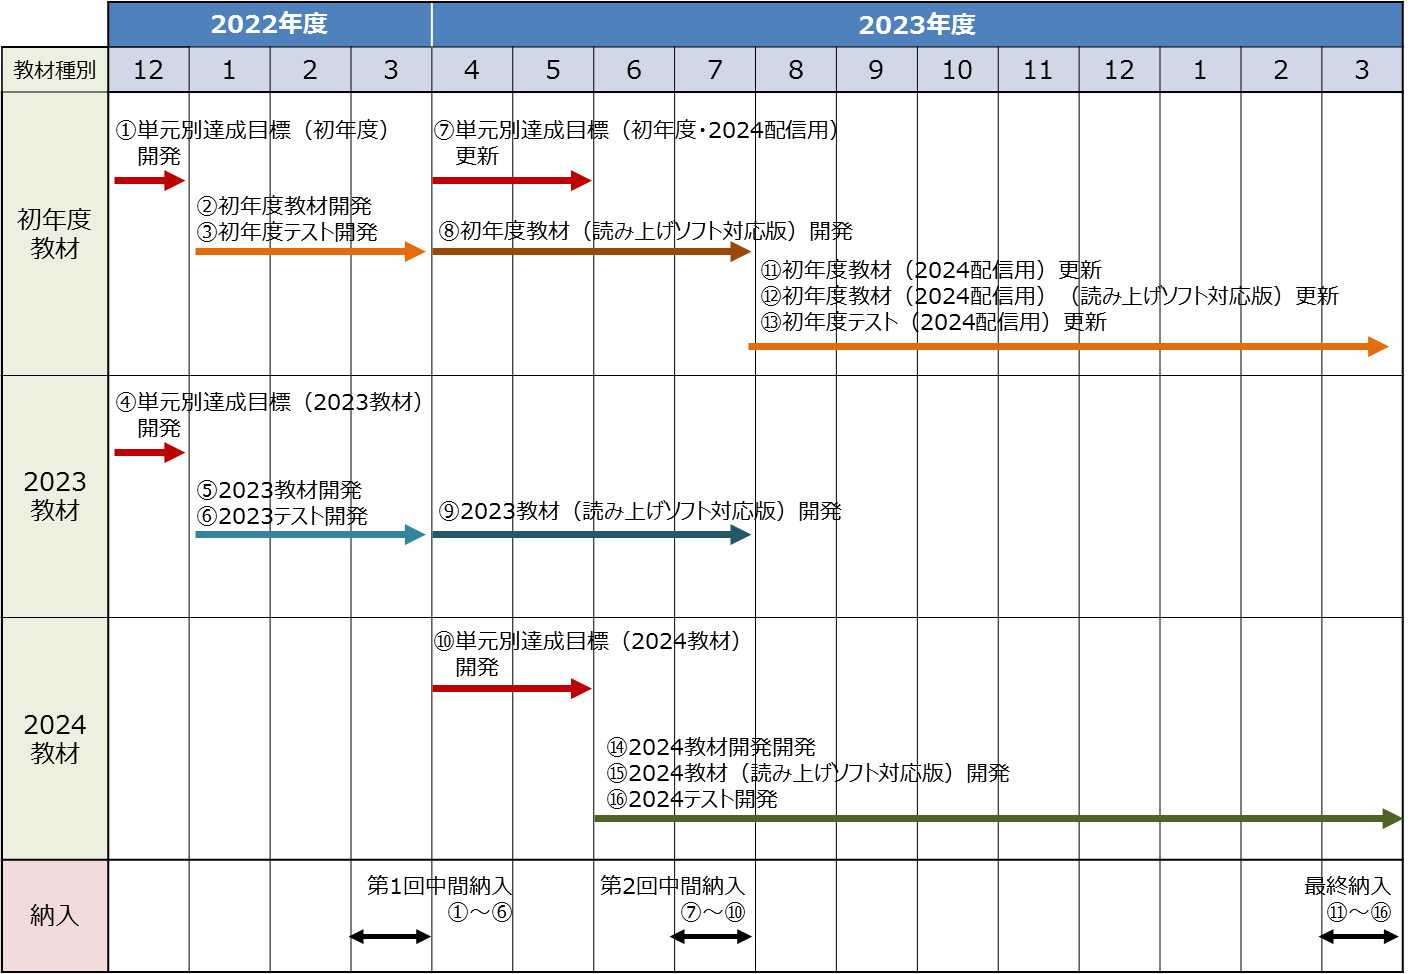 2022年度 2023年度
教材種別 12 1 2 3 4 5 6 7 8 9 10 11 12 1 2 3
初年度
教材
①単元別達成目標（初年度）
開発
⑦単元別達成目標（初年度・2024配信用）
更新
②初年度教材開発
③初年度テスト開発
⑧初年度教材（読み上げソフト対応版）開発
⑪初年度教材（2024配信用）更新
⑫初年度教材（2024配信用）（読み上げソフト対応版）更新
⑬初年度テスト（2024配信用）更新
2023
教材
④単元別達成目標（2023教材）
開発
⑤2023教材開発
⑥2023テスト開発
⑨2023教材（読み上げソフト対応版）開発
2024
教材
⑩単元別達成目標（2024教材）
開発
⑭2024教材開発開発
⑮2024教材（読み上げソフト対応版）開発
⑯2024テスト開発
納入
第1回中間納入
①～⑥
第2回中間納入
⑦～⑩
最終納入
⑪～⑯